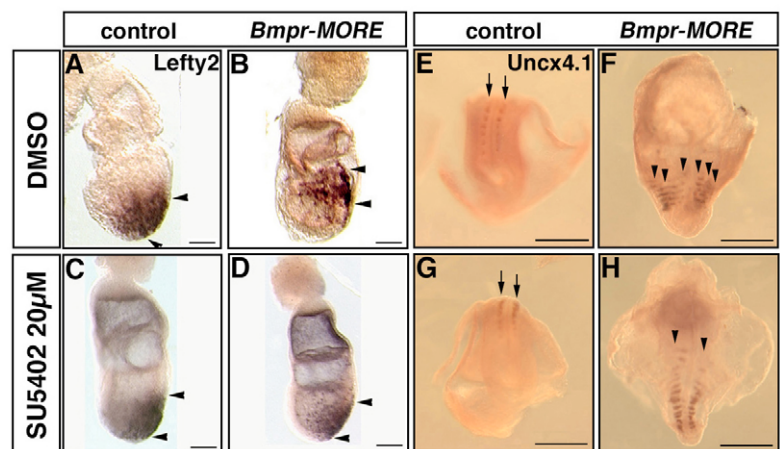 control Bmpr-MORE control Bmpr-MORE
DMSO
A Lefty2 B E Uncx4.1 F
SU5402 20µM
C D G H